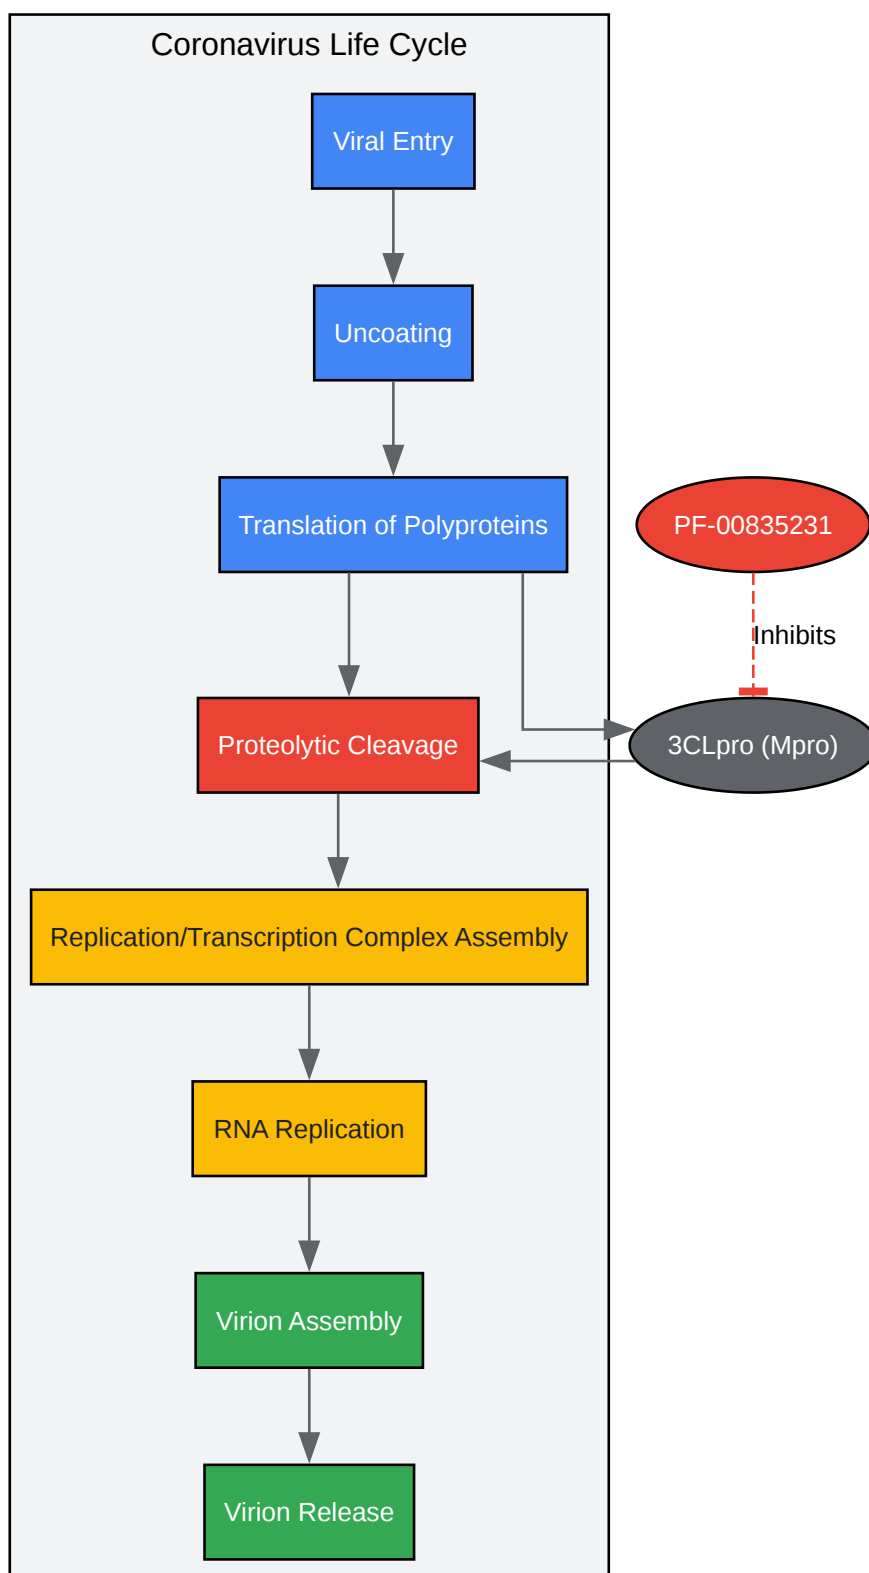 Coronavirus Life Cycle
Viral Entry
Uncoating
Translation of Polyproteins
PF-00835231
Inhibits
Proteolytic Cleavage
3CLpro (Mpro)
Replication/Transcription Complex Assembly
RNA Replication
Virion Assembly
Virion Release